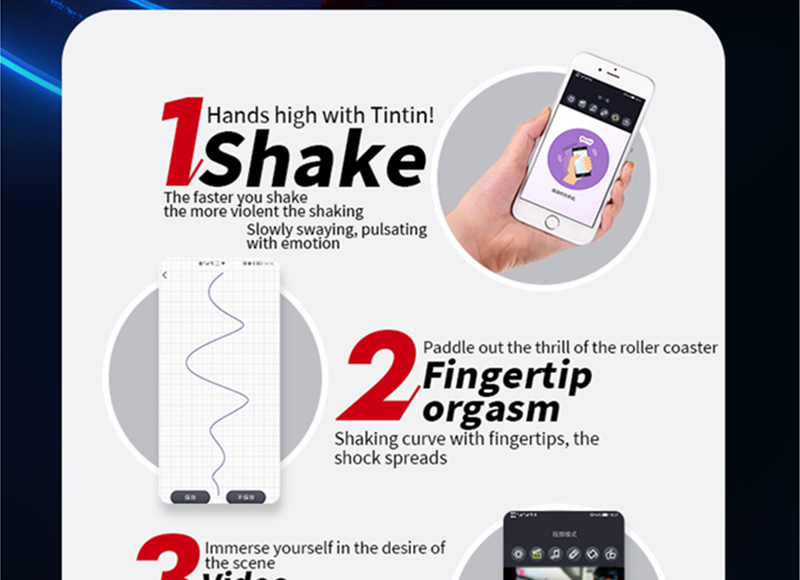 1
Hands high with Tintin!
Shake
The faster you shake
the more violent the shaking
Slowly swaying, pulsating
with emotion
2
Paddle out the thrill of the roller coaster
Fingertip
orgasm
Shaking curve with fingertips, the
shock spreads
保存
不保存
3
Immerse yourself in the desire of
the scene
Video
视频模式